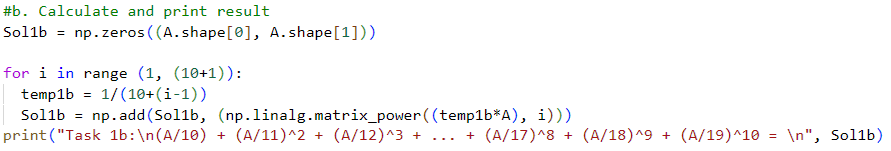 #b. Calculate and print result
Sol1b = np.zeros((A.shape[0], A.shape[1]))

for i in range (1, (10+1)):
  temp1b = 1/(10+(i-1))
  Sol1b = np.add(Sol1b, (np.linalg.matrix_power((temp1b*A), i)))
print("Task 1b:\n(A/10) + (A/11)^2 + (A/12)^3 + ... + (A/17)^8 + (A/18)^9 + (A/19)^10 = \n", Sol1b)